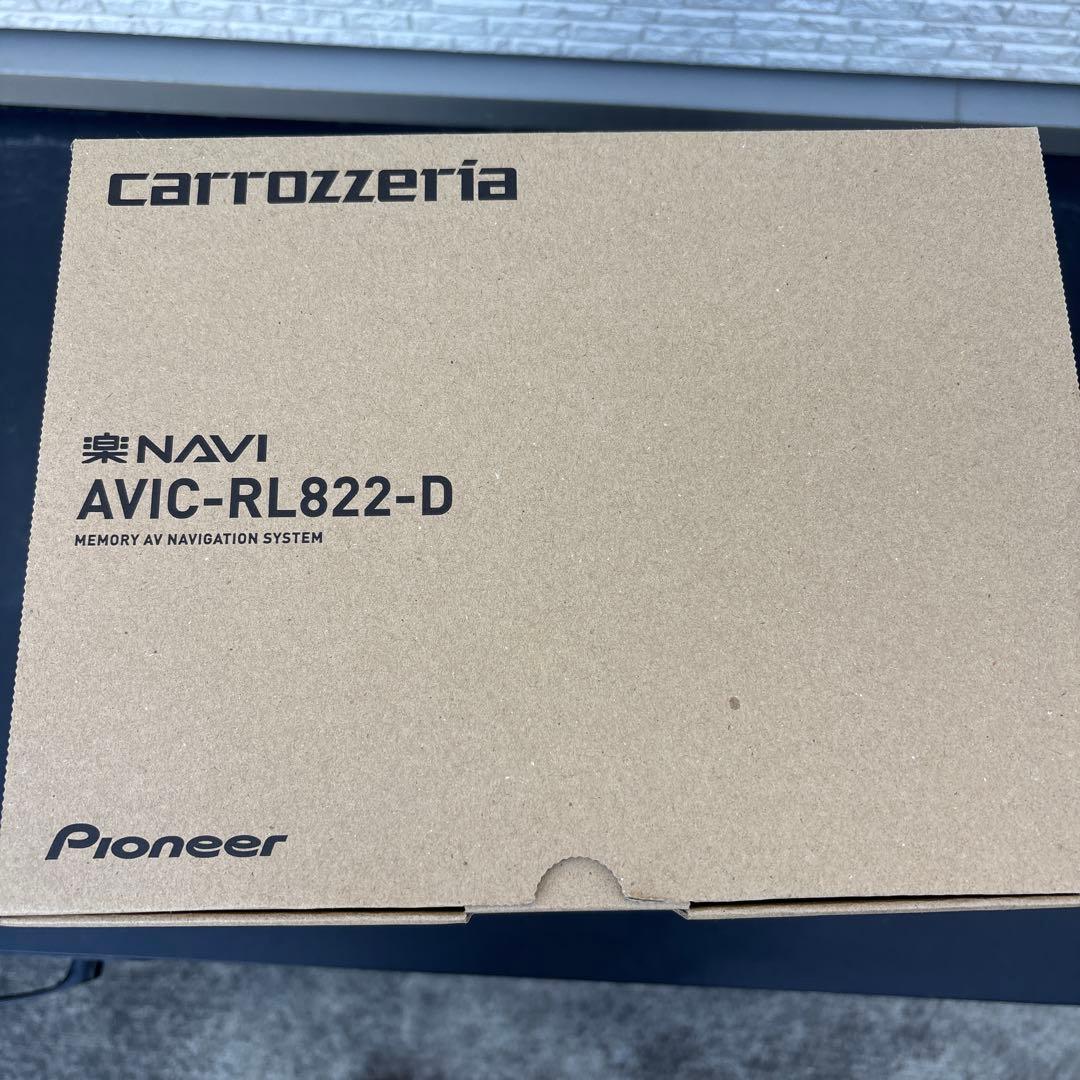 carrozzeria
楽NAVI
AVIC-RL822-D
MEMORY AV NAVIGATION SYSTEM
Pioneer